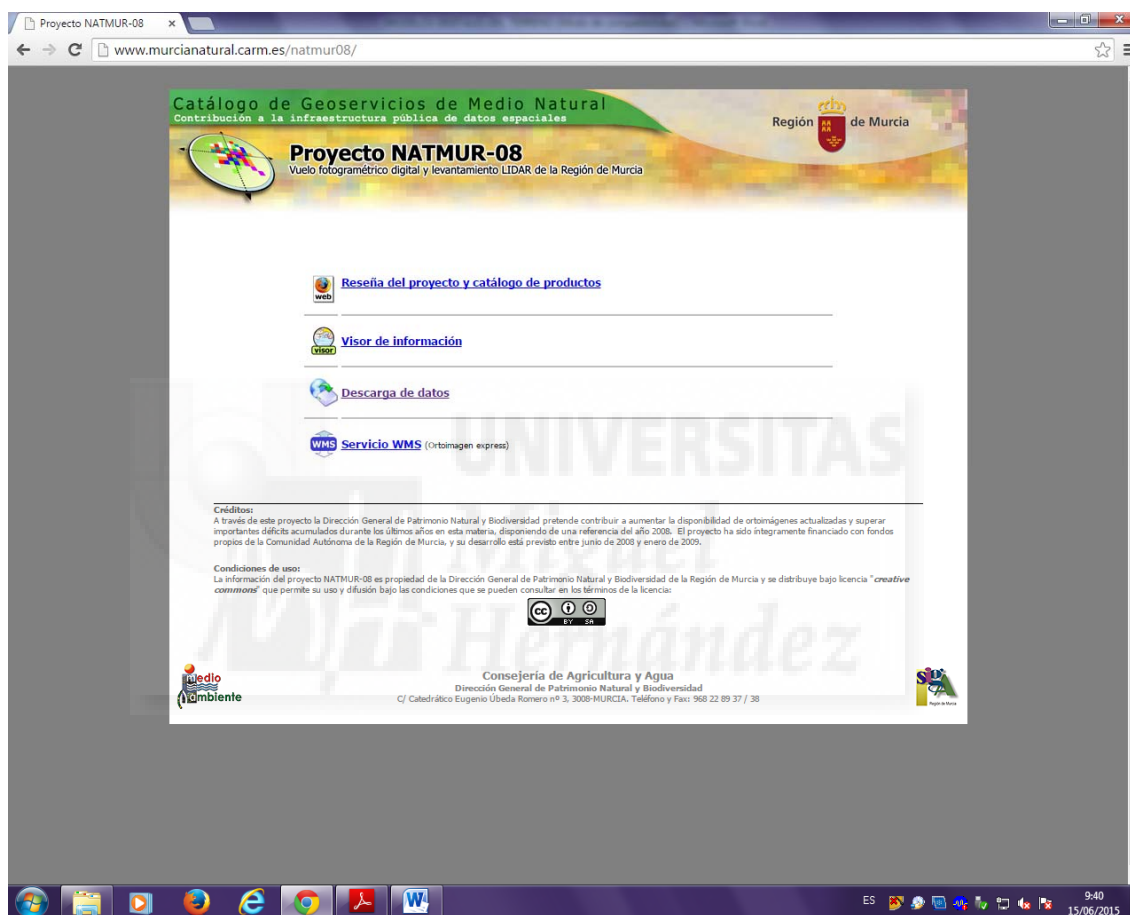 Proyecto NATMUR-08
www.murcianatural.carm.es/natmur08/
Catálogo de Geoservicios de Medio Natural
Contribución a la infraestructura pública de datos espaciales
Región de Murcia
Proyecto NATMUR-08
Vuelo fotogramétrico digital y levantamiento LIDAR de la Región de Murcia
web
Reseña del proyecto y catálogo de productos
visor
Visor de información
Descarga de datos
WMS Servicio WMS (Ortoimagen express)
UNIVERSITAS
Miguel
Hernández
Créditos:
A través de este proyecto la Dirección General de Patrimonio Natural y Biodiversidad pretende contribuir a aumentar la disponibilidad de ortoimágenes actualizadas y superar
importantes déficits acumulados durante los últimos años en esta materia, disponiendo de una referencia del año 2008. El proyecto ha sido íntegramente financiado con fondos
propios de la Comunidad Autónoma de la Región de Murcia, y su desarrollo está previsto entre junio de 2008 y enero de 2009.
Condiciones de uso:
La información del proyecto NATMUR-08 es propiedad de la Dirección General de Patrimonio Natural y Biodiversidad de la Región de Murcia y se distribuye bajo licencia "creative
commons" que permite su uso y difusión bajo las condiciones que se pueden consultar en los términos de la licencia:
cc BY SA
medio
ambiente
Consejería de Agricultura y Agua
Dirección General de Patrimonio Natural y Biodiversidad
C/ Catedrático Eugenio Úbeda Romero nº 3, 3008-MURCIA. Teléfono y Fax: 968 22 89 37 / 38
Región de Murcia
ES
9:40
15/06/2015